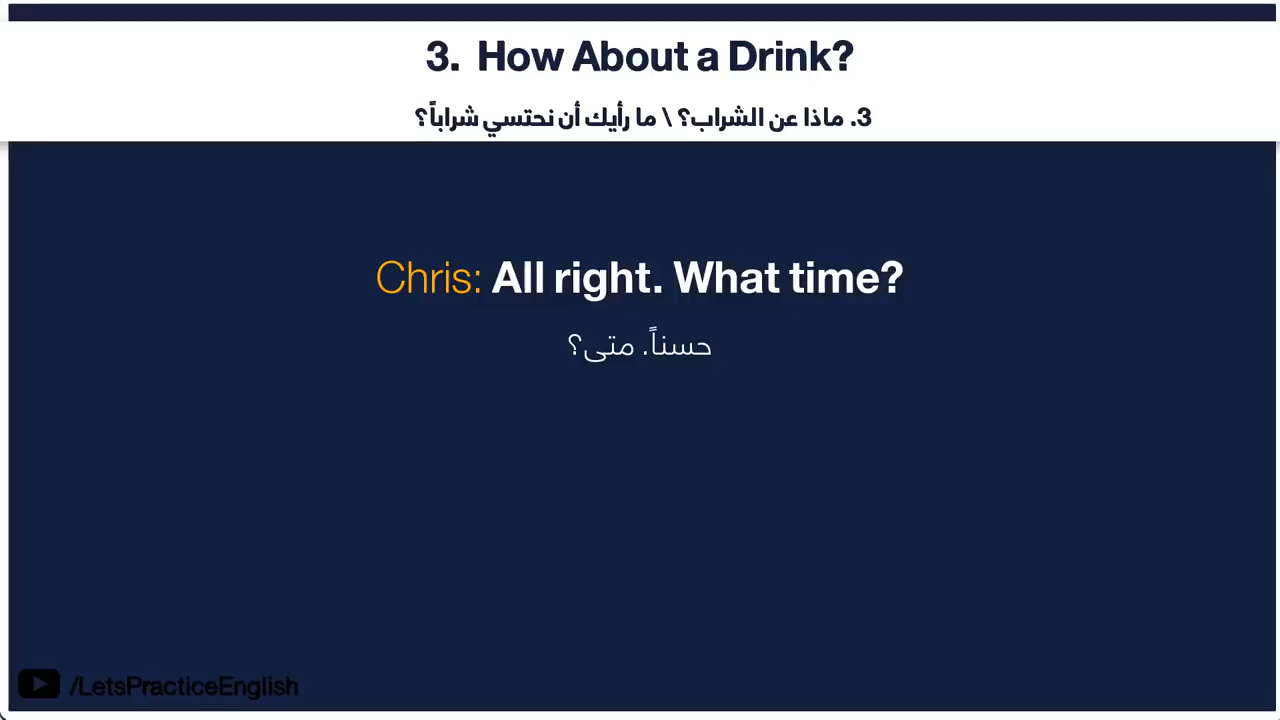 3. How About a Drink?
3. ماذا عن الشراب؟ \ ما رأيك أن نحتسي شراباً؟
Chris: All right. What time?
حسناً. متى؟
/LetsPracticeEnglish